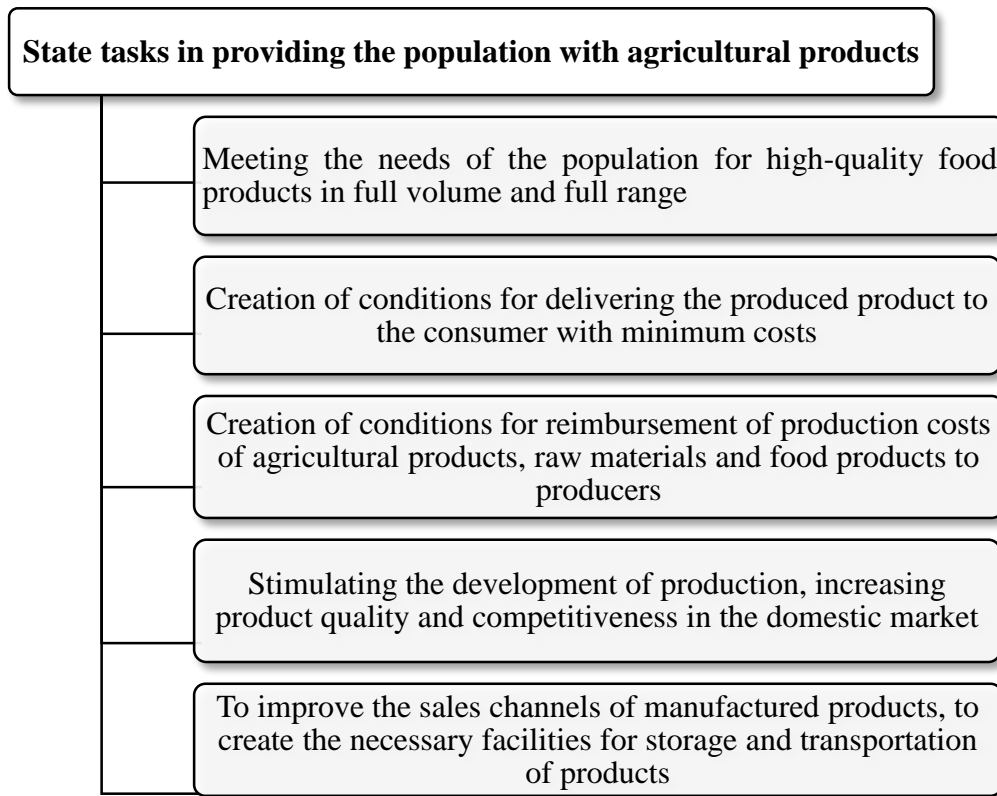 State tasks in providing the population with agricultural products
Meeting the needs of the population for high-quality food
products in full volume and full range
Creation of conditions for delivering the produced product to
the consumer with minimum costs
Creation of conditions for reimbursement of production costs
of agricultural products, raw materials and food products to
producers
Stimulating the development of production, increasing
product quality and competitiveness in the domestic market
To improve the sales channels of manufactured products, to
create the necessary facilities for storage and transportation
of products